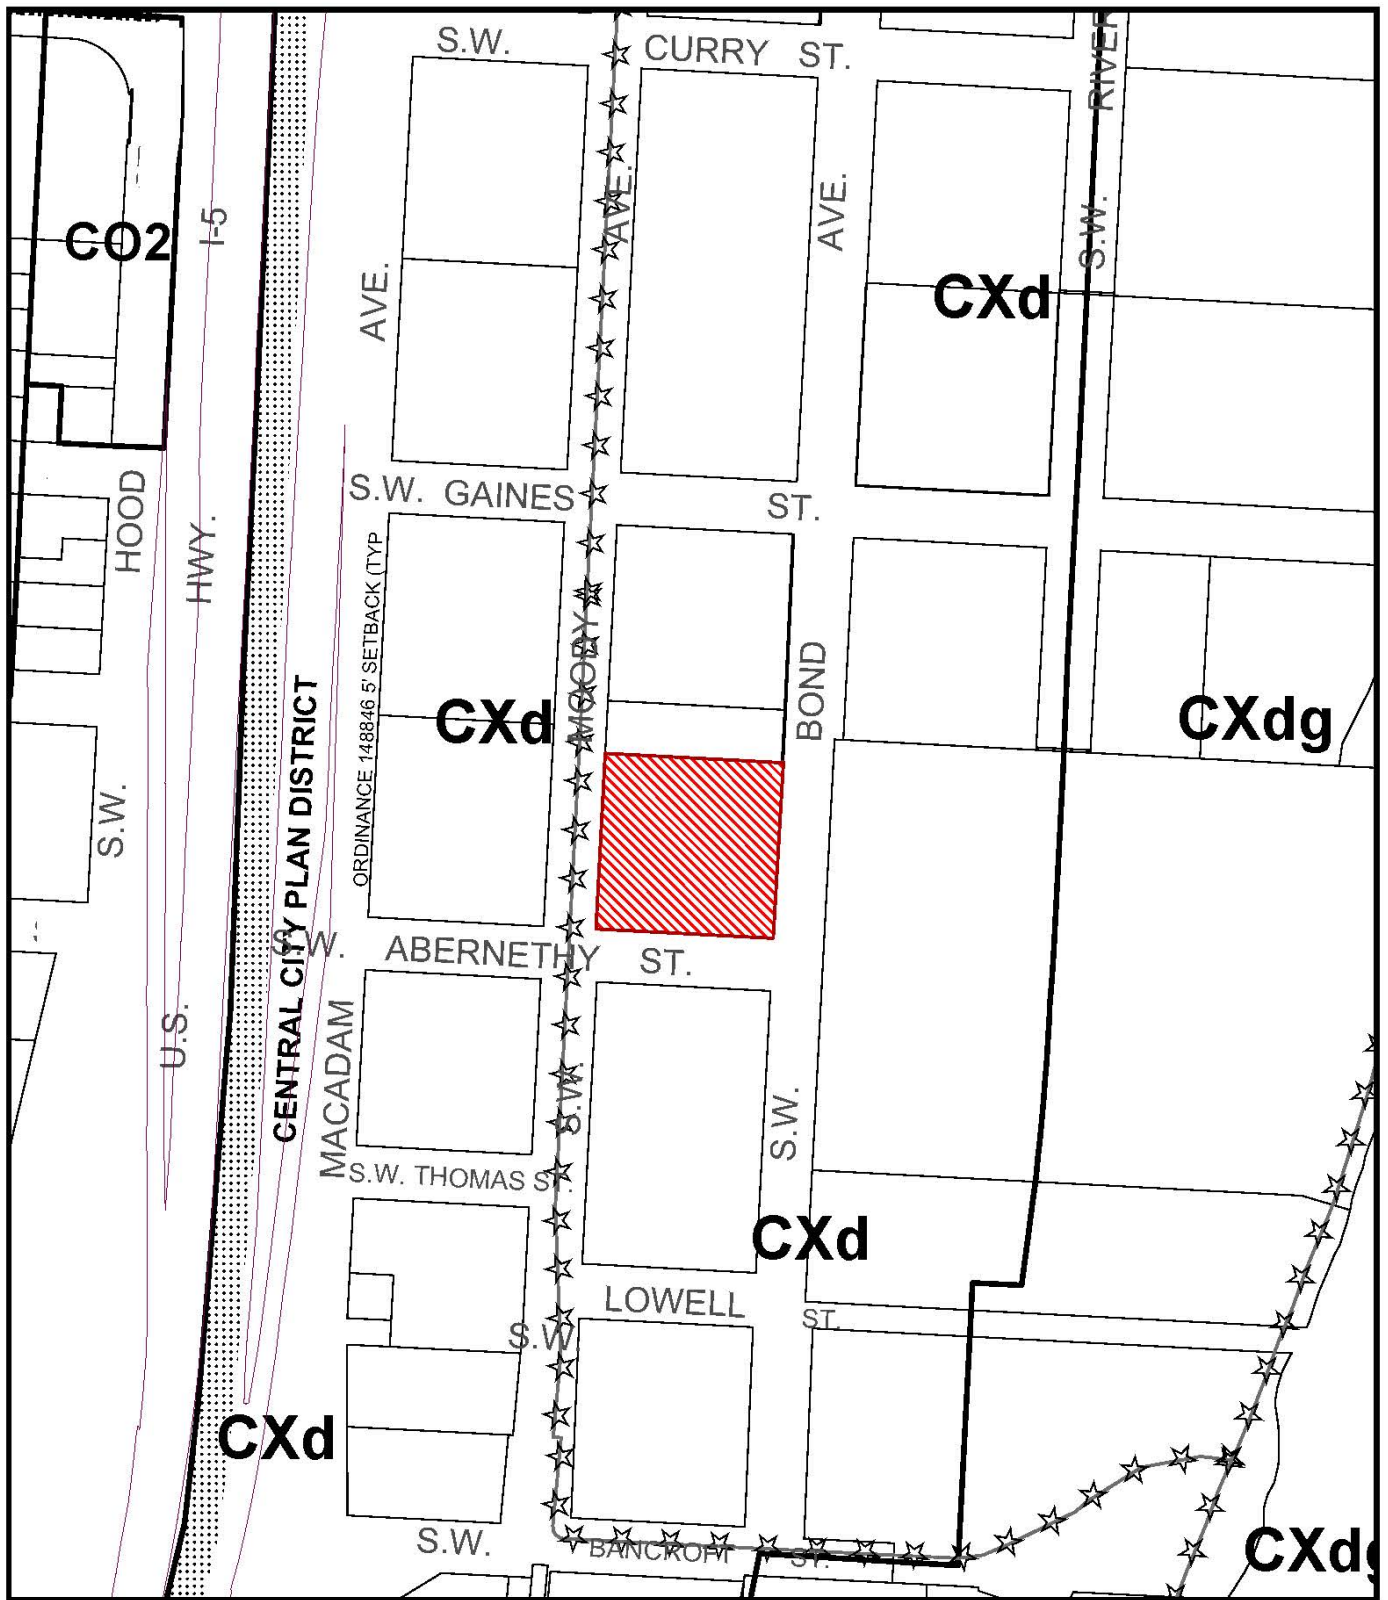 S.W.
CURRY ST.
RIVER
S.W.
AVE.
AVE.
AVE.
CO2
I-5
CXd
S.W. GAINES ST.
HOOD
HWY.
ORDINANCE 148846 5' SETBACK (TYP
MOODY
BOND
CXd
CXdg
CENTRAL CITY PLAN DISTRICT
S.W.
S.W. ABERNETHY ST.
U.S.
MACADAM
S.W.
S.W.
S.W. THOMAS ST.
CXd
LOWELL ST.
S.W.
CXd
S.W. BANCROFT ST.
CXdg